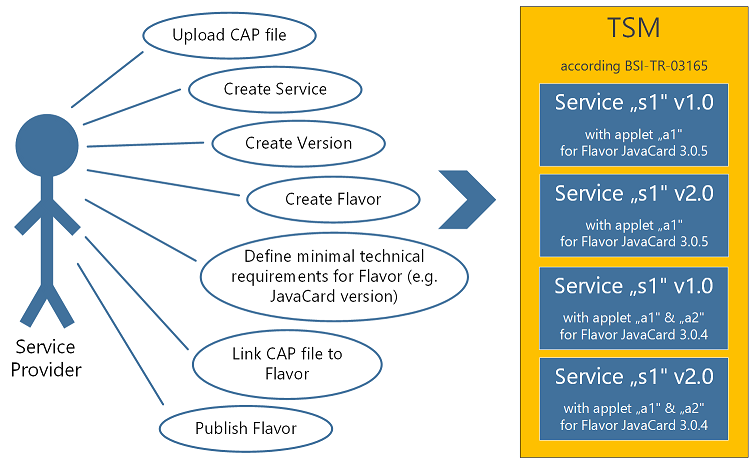 Upload CAP file
Create Service
Create Version
Create Flavor
Define minimal technical
requirements for Flavor (e.g.
JavaCard version)
Link CAP file to
Flavor
Publish Flavor
Service
Provider
TSM
according BSI-TR-03165
Service „s1" v1.0
with applet „a1"
for Flavor JavaCard 3.0.5
Service „s1" v2.0
with applet „a1"
for Flavor JavaCard 3.0.5
Service „s1" v1.0
with applet „a1" & „a2"
for Flavor JavaCard 3.0.4
Service „s1" v2.0
with applet „a1" & „a2"
for Flavor JavaCard 3.0.4